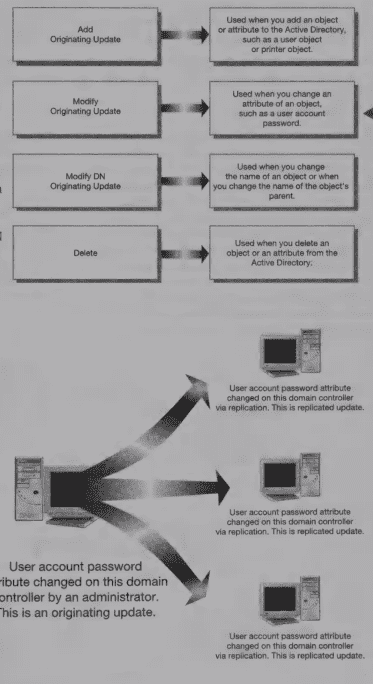 Add
Originating Update
Used when you add an object
or attribute to the Active Directory,
such as a user object
or printer object.
Modify
Originating Update
Used when you change an
attribute of an object,
such as a user account
password.
Modify DN
Originating Update
Used when you change
the name of an object or when
you change the name of the object's
parent.
Delete
Used when you delete an
object or an attribute from the
Active Directory.
User account password attribute
changed on this domain controller
via replication. This is replicated update.
User account password attribute
changed on this domain controller
via replication. This is replicated update.
User account password
ribute changed on this domain
ontroller by an administrator.
This is an originating update.
User account password attribute
changed on this domain controller
via replication. This is replicated update.